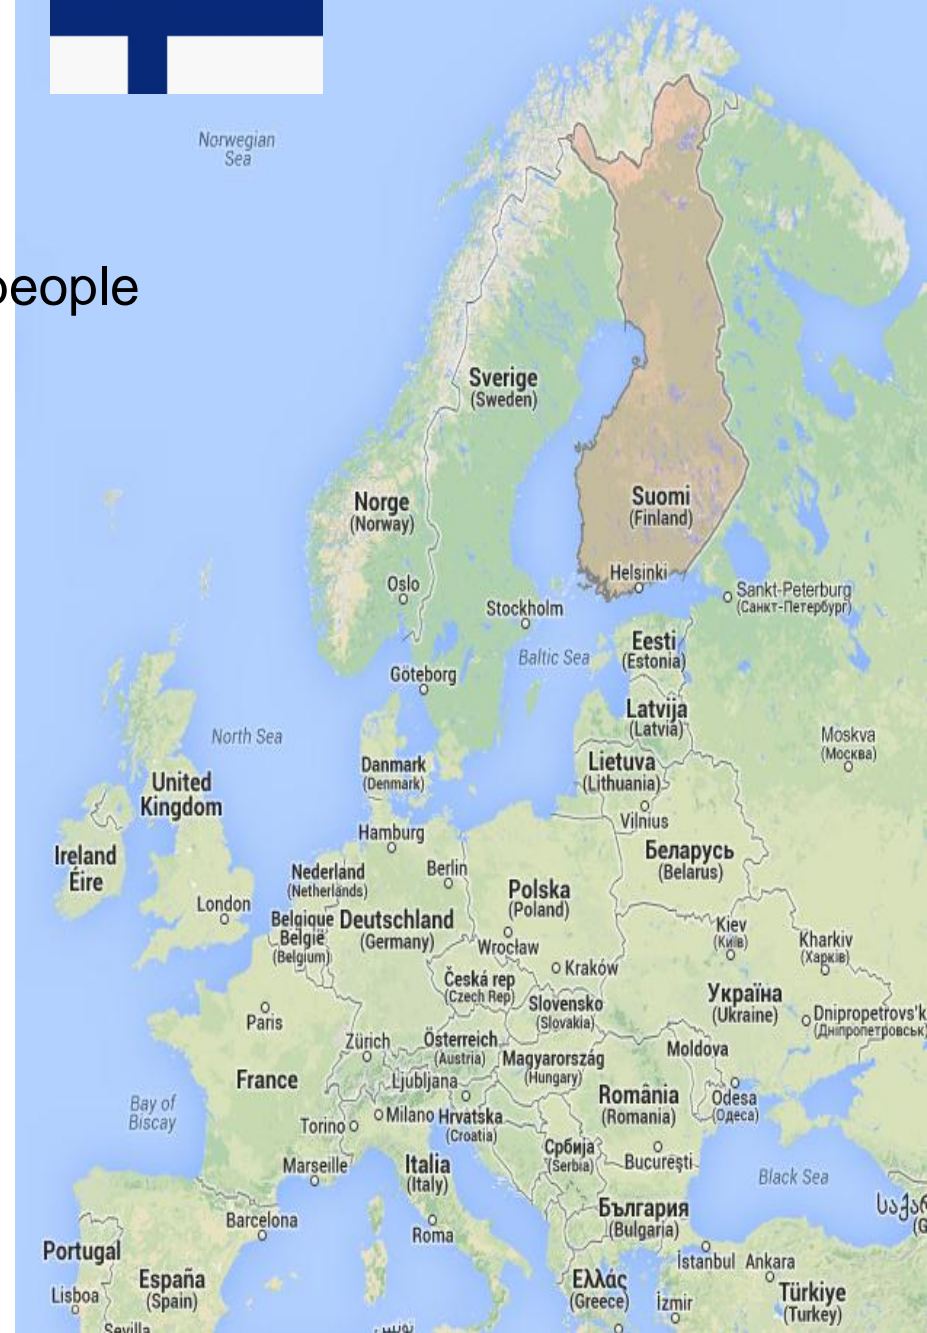 Norwegian
Sea
people
Sverige
(Sweden)
Norge
(Norway)
Suomi
(Finland)
Helsinki
Oslo
Stockholm
Sankt-Peterburg
(Санкт-Петербург)
Eesti
(Estonia)
Baltic Sea
Göteborg
Latvija
(Latvia)
North Sea
Moskva
(Москва)
Danmark
(Denmark)
Lietuva
(Lithuania)
United
Kingdom
Vilnius
Hamburg
Ireland
Éire
Беларусь
(Belarus)
Nederland
(Netherlands)
Berlin
Polska
(Poland)
London
Belgique
België
(Belgium)
Deutschland
(Germany)
Kiev
(Київ)
Wrocław
Kharkiv
(Харків)
Kraków
Česká rep
(Czech Rep)
Slovensko
(Slovakia)
Україна
(Ukraine)
Dnipropetrovs'k
(Дніпропетровськ)
Paris
Zürich
Österreich
(Austria)
Magyarország
(Hungary)
Moldova
France
Ljubljana
România
(Romania)
Odesa
(Одеса)
Bay of
Biscay
Torino
Milano
Hrvatska
(Croatia)
Србија
(Serbia)
București
Marseille
Italia
(Italy)
Black Sea
България
(Bulgaria)
Barcelona
Roma
Portugal
İstanbul
Ankara
España
(Spain)
Lisboa
Ελλάς
(Greece)
İzmir
Türkiye
(Turkey)
Sevilla